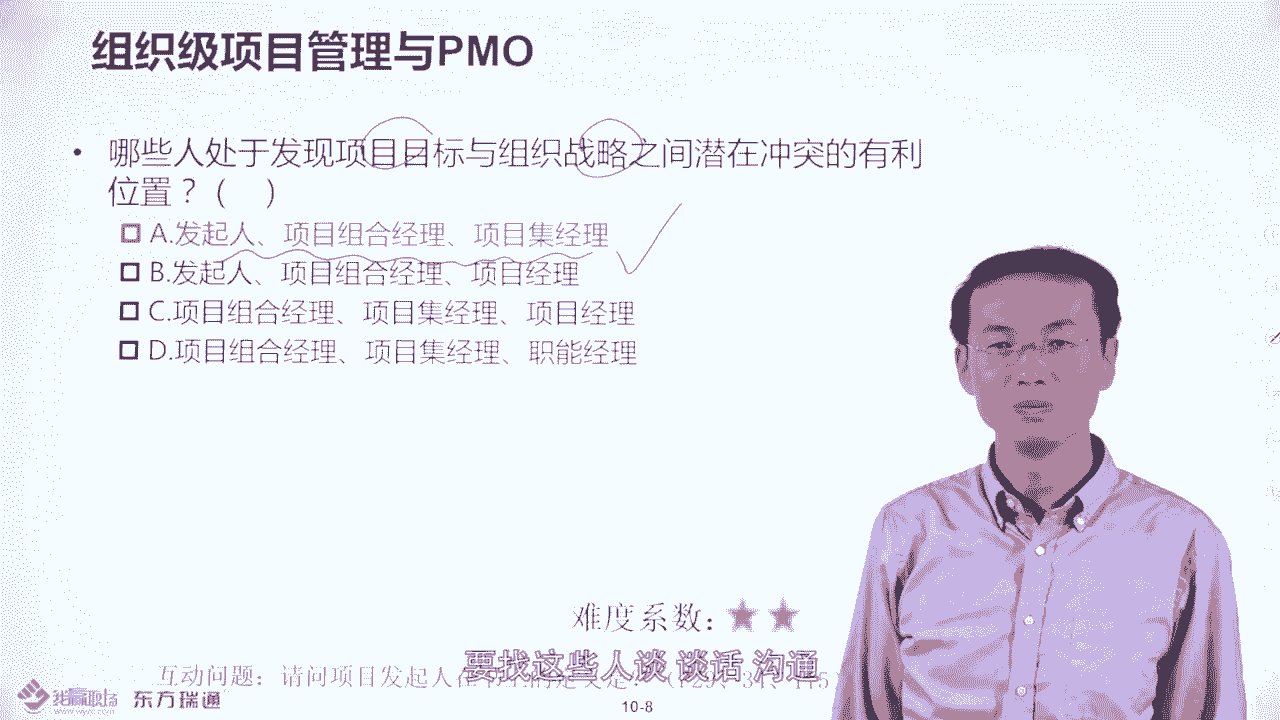 组织级项目管理与PMO
• 哪些人处于发现项目目标与组织战略之间潜在冲突的有利
位置？（ ）
A.发起人、项目组合经理、项目集经理
B.发起人、项目组合经理、项目经理
C.项目组合经理、项目集经理、项目经理
D.项目组合经理、项目集经理、职能经理
难度系数：★★
要找这些人谈 谈话 沟通
互动问题：请问项目发起人
东方瑞通
10-8